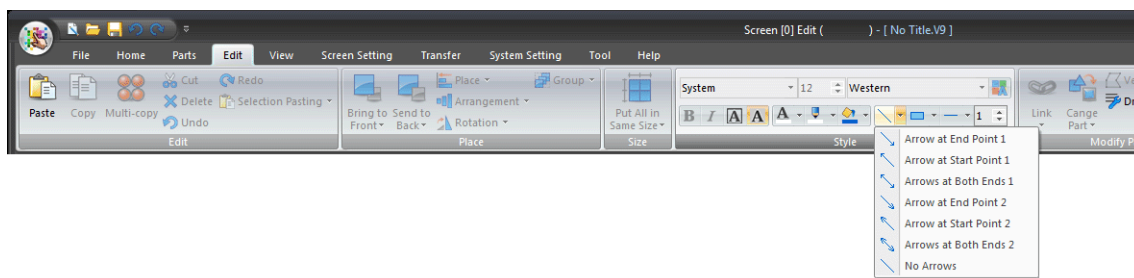 Screen [0] Edit ( ) - [ No Title.V9 ]
File Home Parts Edit View Screen Setting Transfer System Setting Tool Help
Paste Copy Multi-copy Cut Delete Undo Redo Selection Pasting
Edit
Bring to Front Send to Back Place Arrangement Rotation Group
Place
Put All in Same Size
Size
System 12 Western
B I A A A 1
Style
Link Cange Part
Arrow at End Point 1
Arrow at Start Point 1
Arrows at Both Ends 1
Arrow at End Point 2
Arrow at Start Point 2
Arrows at Both Ends 2
No Arrows